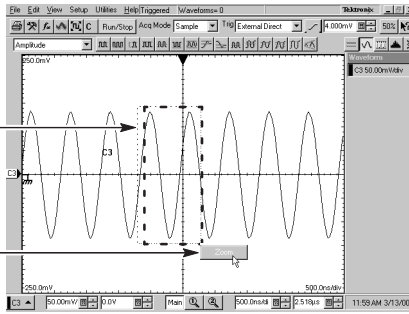 File Edit View Setup Utilities Help Triggered Waveforms= 0 Tektronix
C Run/Stop Acq Mode Sample Trig External Direct 4.000mV 50%
Amplitude
250.0mV
Waveform
C3 50.00mV/div
C3
C3
Zoom
-250.0mV 500.0ns/div
C3 50.00mV/ 0.0V Main 500.0ns/di 2.518µs 11:59 AM 3/13/00